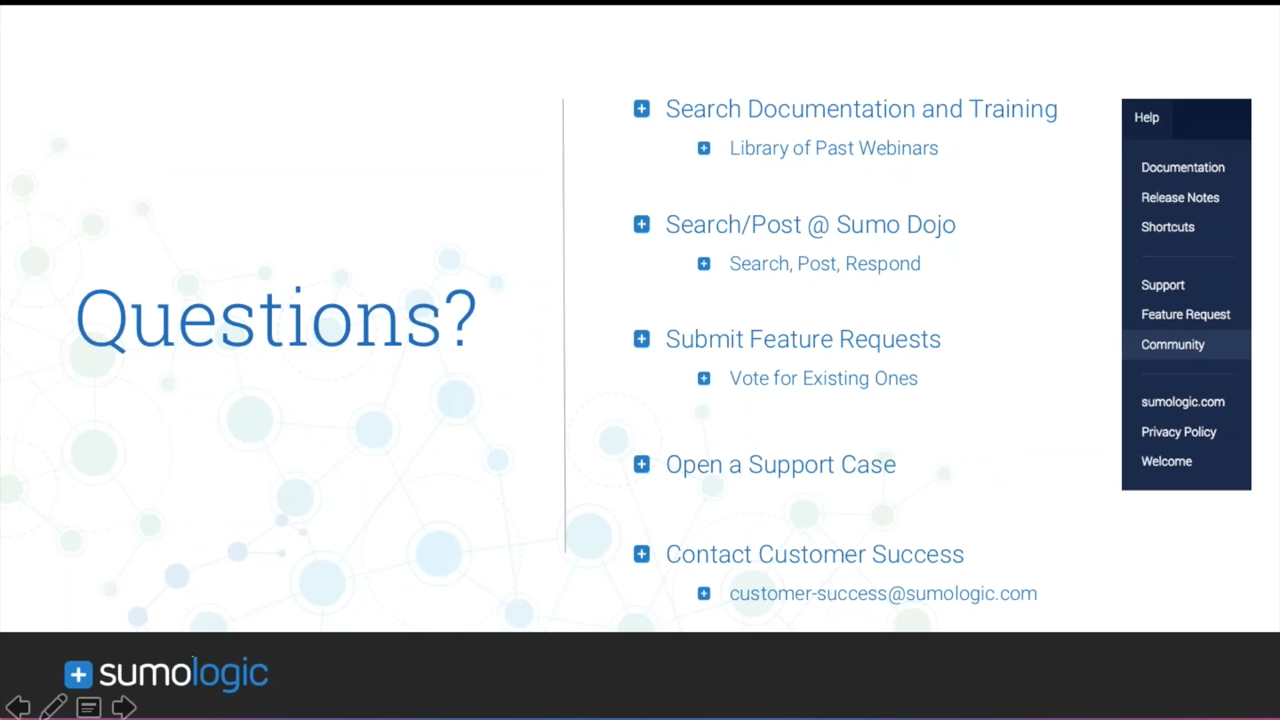 Questions?
Search Documentation and Training
Library of Past Webinars
Search/Post @ Sumo Dojo
Search, Post, Respond
Submit Feature Requests
Vote for Existing Ones
Open a Support Case
Contact Customer Success
customer-success@sumologic.com
Help
Documentation
Release Notes
Shortcuts
Support
Feature Request
Community
sumologic.com
Privacy Policy
Welcome
sumologic